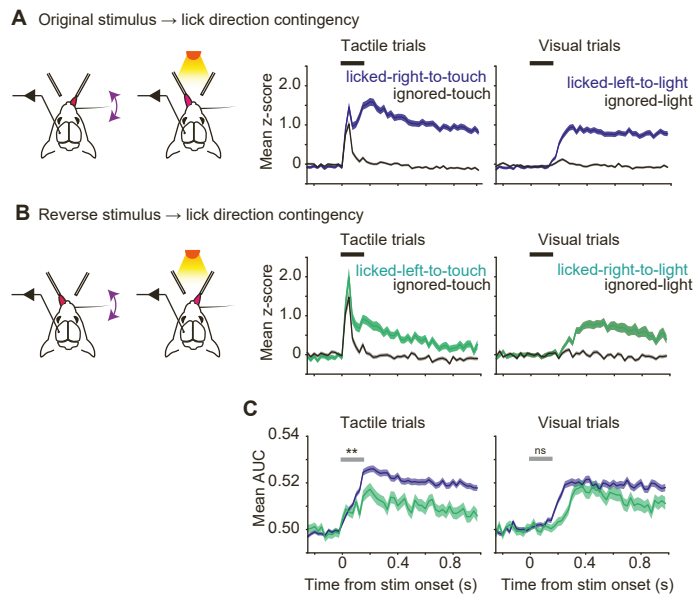 A Original stimulus → lick direction contingency
Tactile trials
Visual trials
licked-right-to-touch
ignored-touch
licked-left-to-light
ignored-light
Mean z-score
2.0
1.0
0
B Reverse stimulus → lick direction contingency
Tactile trials
Visual trials
licked-left-to-touch
ignored-touch
licked-right-to-light
ignored-light
Mean z-score
2.0
1.0
0
C
Tactile trials
Visual trials
Mean AUC
0.54
0.52
0.50
**
ns
0 0.4 0.8
0 0.4 0.8
Time from stim onset (s)
Time from stim onset (s)